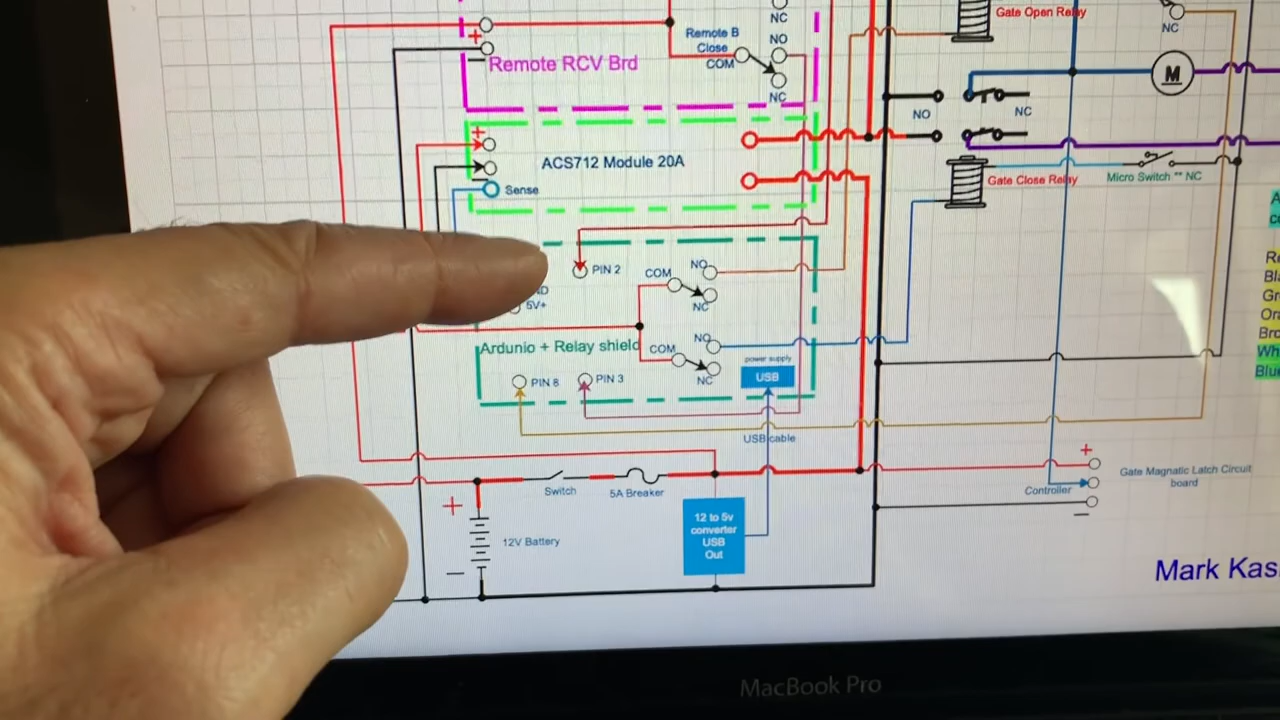 Gate Open Relay
NC
NC
Remote B
Close
COM
NO
NC
+
−
Remote RCV Brd
M
NO
NC
+
−
ACS712 Module 20A
Sense
Gate Close Relay
Micro Switch ** NC
PIN 2
COM
NO
NC
5V+
Ardunio + Relay shield
COM
NO
NC
power supply
USB
PIN 8
PIN 3
USB cable
+
Gate Magnatic Latch Circuit
board
Controller
−
Switch
5A Breaker
+
12V Battery
−
12 to 5v
converter
USB
Out
Mark Kas
MacBook Pro